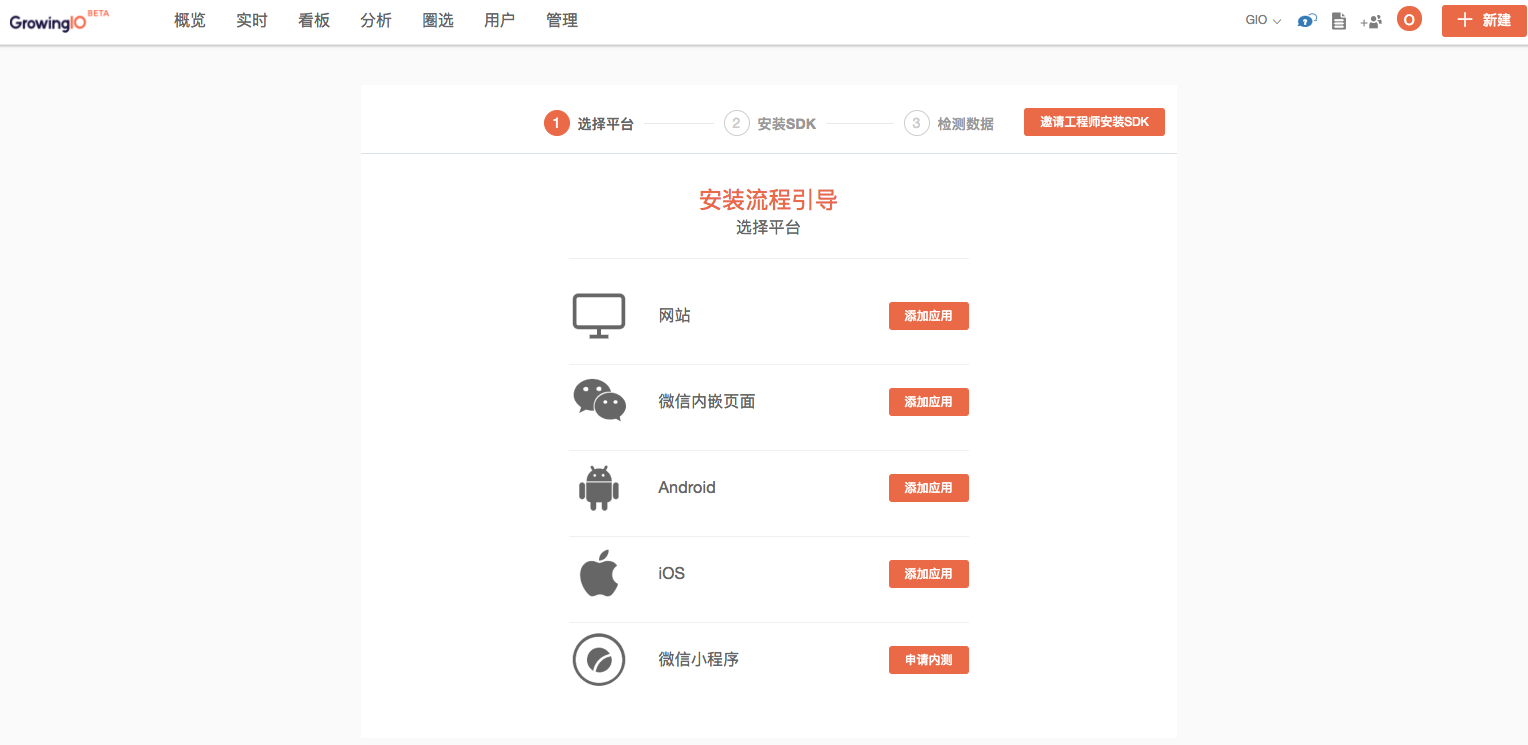 GrowingIO BETA 概览 实时 看板 分析 圈选 用户 管理 GIO O 新建
1 选择平台 2 安装SDK 3 检测数据 邀请工程师安装SDK
安装流程引导
选择平台
网站 添加应用
微信内嵌页面 添加应用
Android 添加应用
iOS 添加应用
微信小程序 申请内测